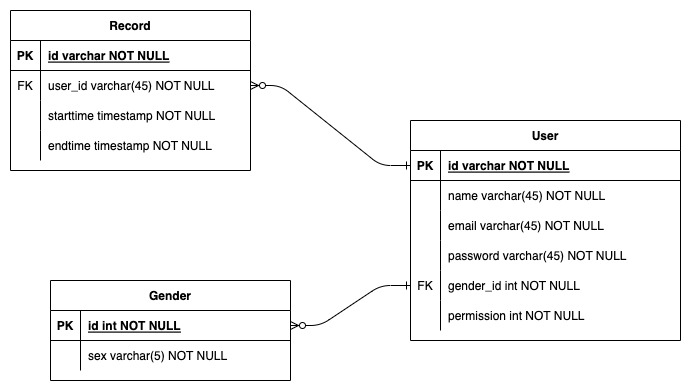 Record
PK id varchar NOT NULL
FK user_id varchar(45) NOT NULL
starttime timestamp NOT NULL
endtime timestamp NOT NULL
User
PK id varchar NOT NULL
name varchar(45) NOT NULL
email varchar(45) NOT NULL
password varchar(45) NOT NULL
FK gender_id int NOT NULL
permission int NOT NULL
Gender
PK id int NOT NULL
sex varchar(5) NOT NULL